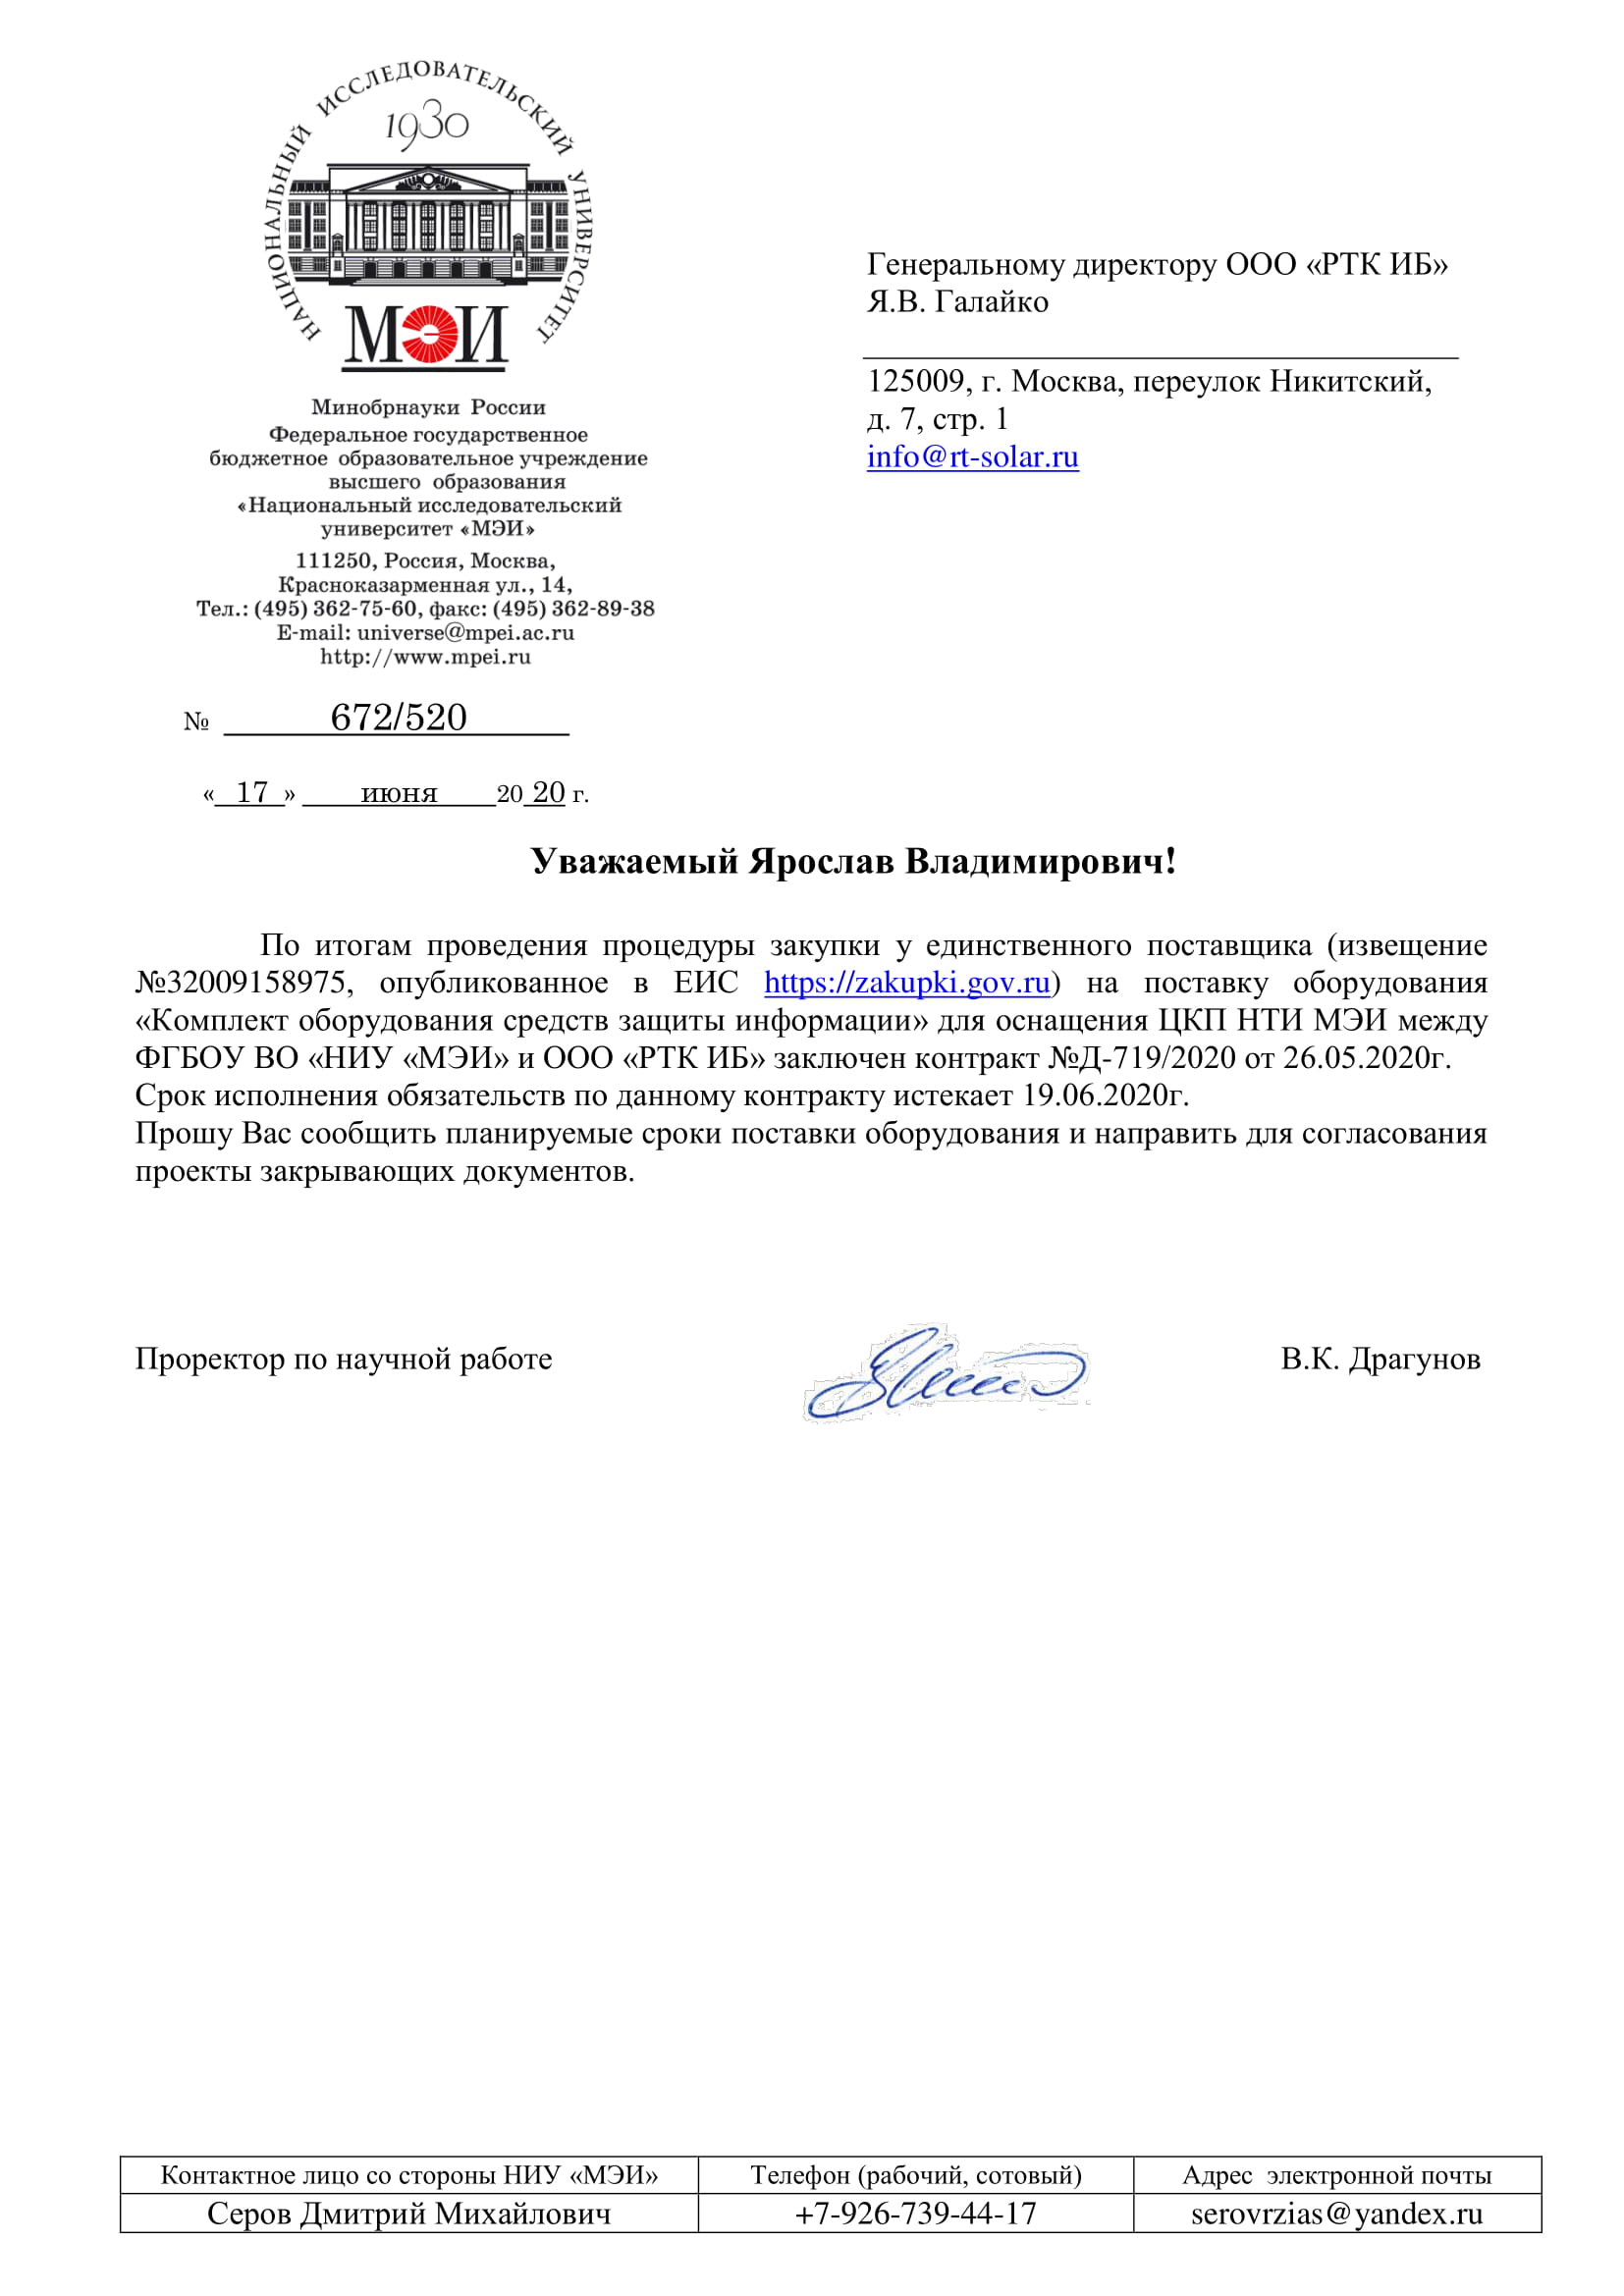 НАЦИОНАЛЬНЫЙ ИССЛЕДОВАТЕЛЬСКИЙ УНИВЕРСИТЕТ
1930
МЭИ
Минобрнауки России
Федеральное государственное
бюджетное образовательное учреждение
высшего образования
«Национальный исследовательский
университет «МЭИ»
111250, Россия, Москва,
Красноказарменная ул., 14,
Тел.: (495) 362-75-60, факс: (495) 362-89-38
E-mail: universe@mpei.ac.ru
http://www.mpei.ru
№ 672/520
« 17 » июня 20 20 г.
Генеральному директору ООО «РТК ИБ»
Я.В. Галайко
125009, г. Москва, переулок Никитский,
д. 7, стр. 1
info@rt-solar.ru
Уважаемый Ярослав Владимирович!
По итогам проведения процедуры закупки у единственного поставщика (извещение
№32009158975, опубликованное в ЕИС https://zakupki.gov.ru) на поставку оборудования
«Комплект оборудования средств защиты информации» для оснащения ЦКП НТИ МЭИ между
ФГБОУ ВО «НИУ «МЭИ» и ООО «РТК ИБ» заключен контракт №Д-719/2020 от 26.05.2020г.
Срок исполнения обязательств по данному контракту истекает 19.06.2020г.
Прошу Вас сообщить планируемые сроки поставки оборудования и направить для согласования
проекты закрывающих документов.
Проректор по научной работе В.К. Драгунов
Контактное лицо со стороны НИУ «МЭИ» Телефон (рабочий, сотовый) Адрес электронной почты
Серов Дмитрий Михайлович +7-926-739-44-17 serovrzias@yandex.ru